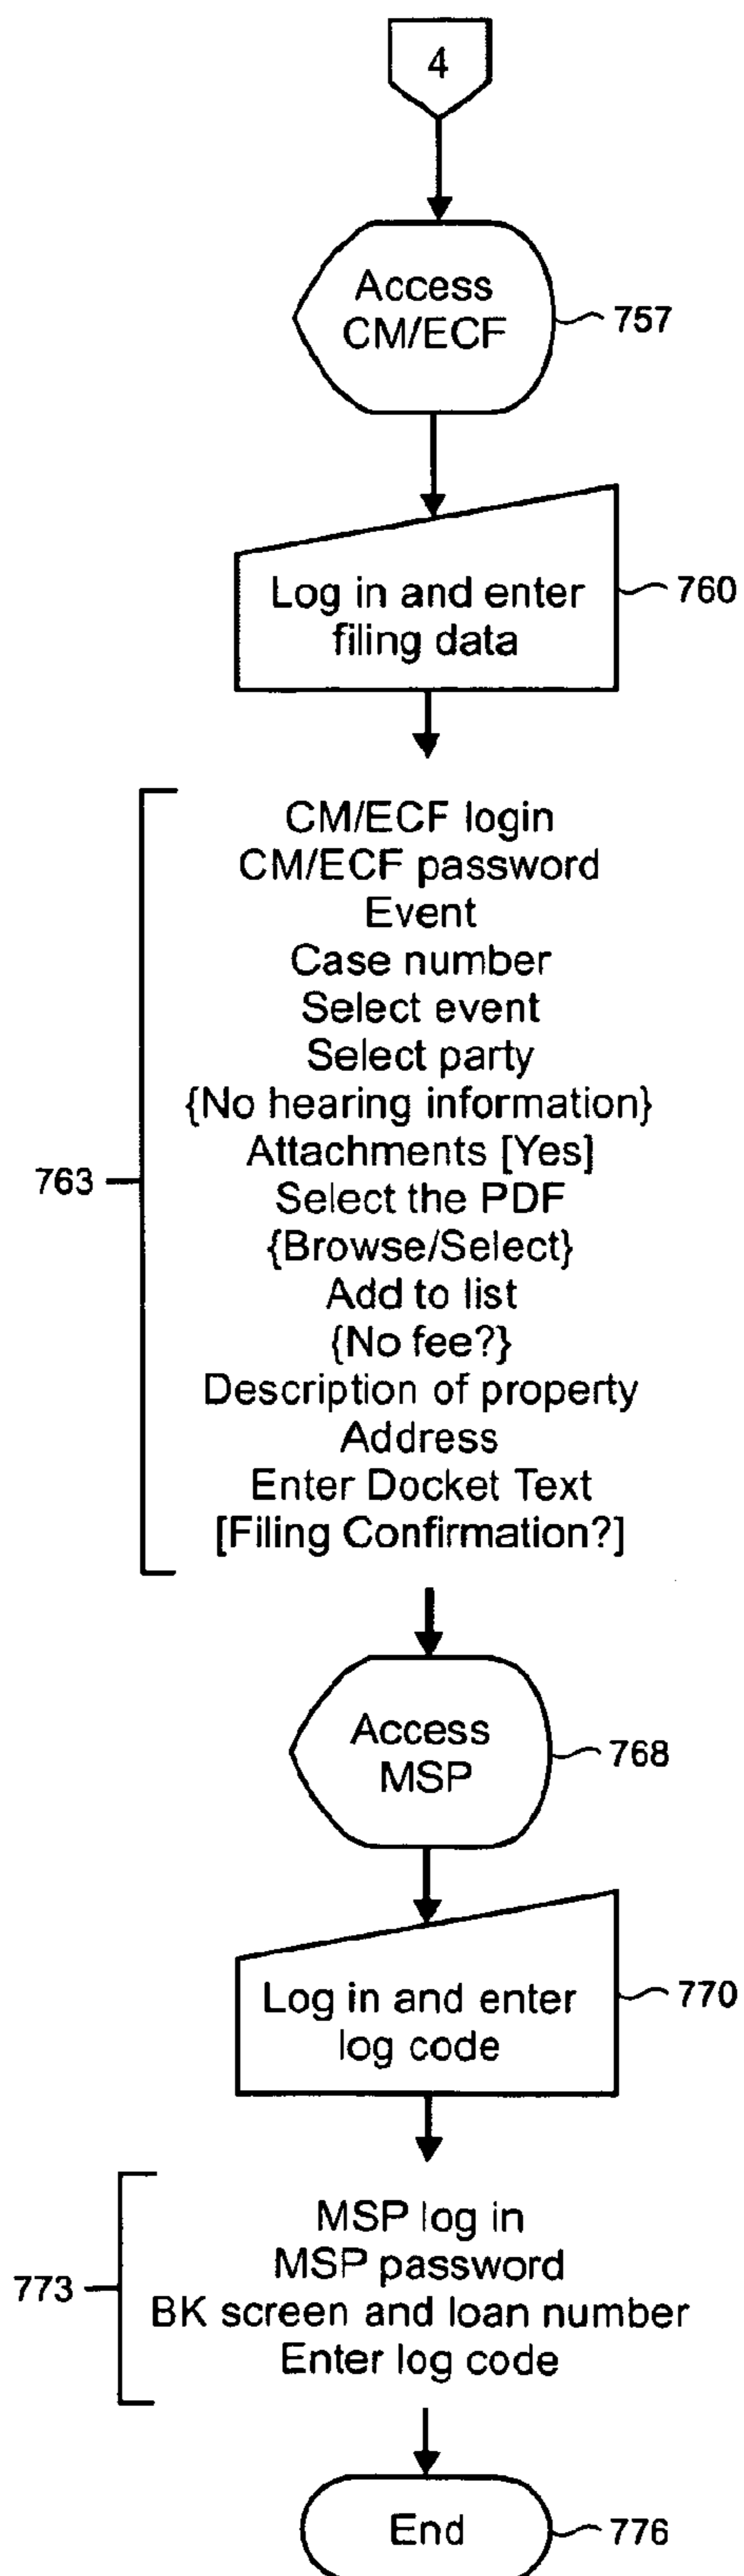 4
Access
CM/ECF
757
Log in and enter
filing data
760
CM/ECF login
CM/ECF password
Event
Case number
Select event
Select party
{No hearing information}
Attachments [Yes]
Select the PDF
{Browse/Select}
Add to list
{No fee?}
Description of property
Address
Enter Docket Text
[Filing Confirmation?]
763
Access
MSP
768
Log in and enter
log code
770
MSP log in
MSP password
BK screen and loan number
Enter log code
773
End
776